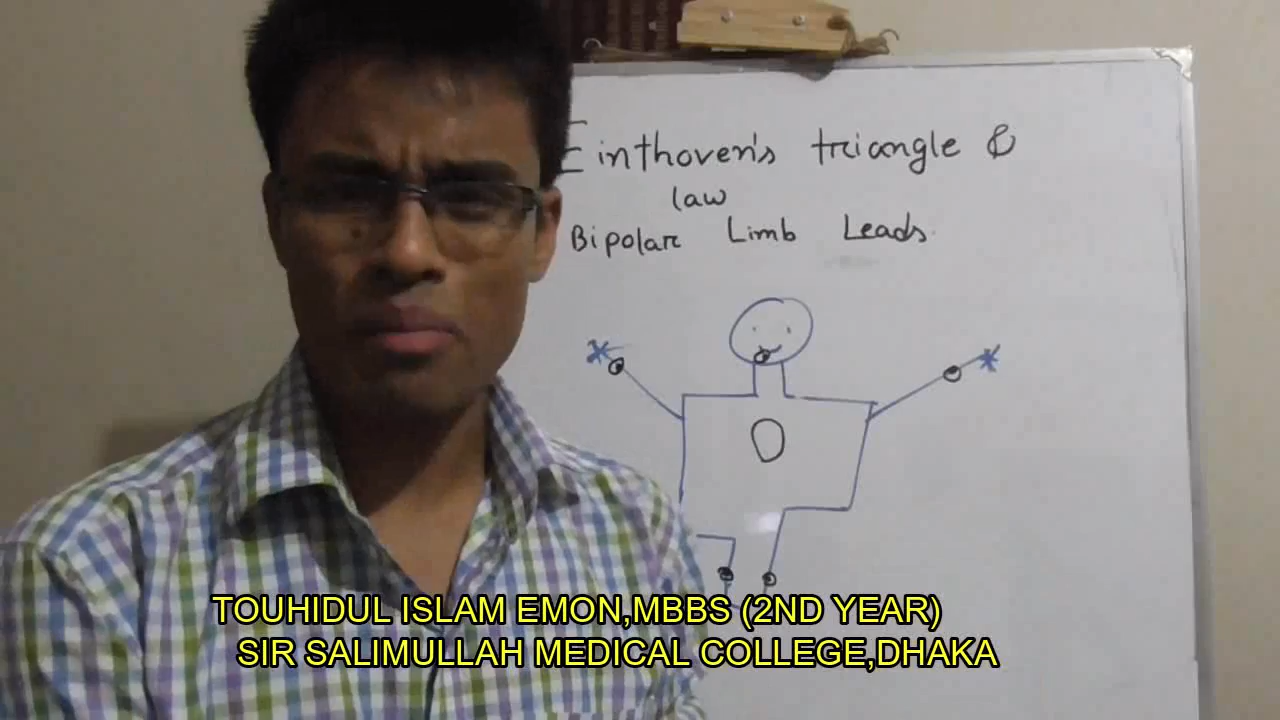 Einthoven's triangle &
law
Bipolar Limb Leads
TOUHIDUL ISLAM EMON,MBBS (2ND YEAR)
SIR SALIMULLAH MEDICAL COLLEGE,DHAKA